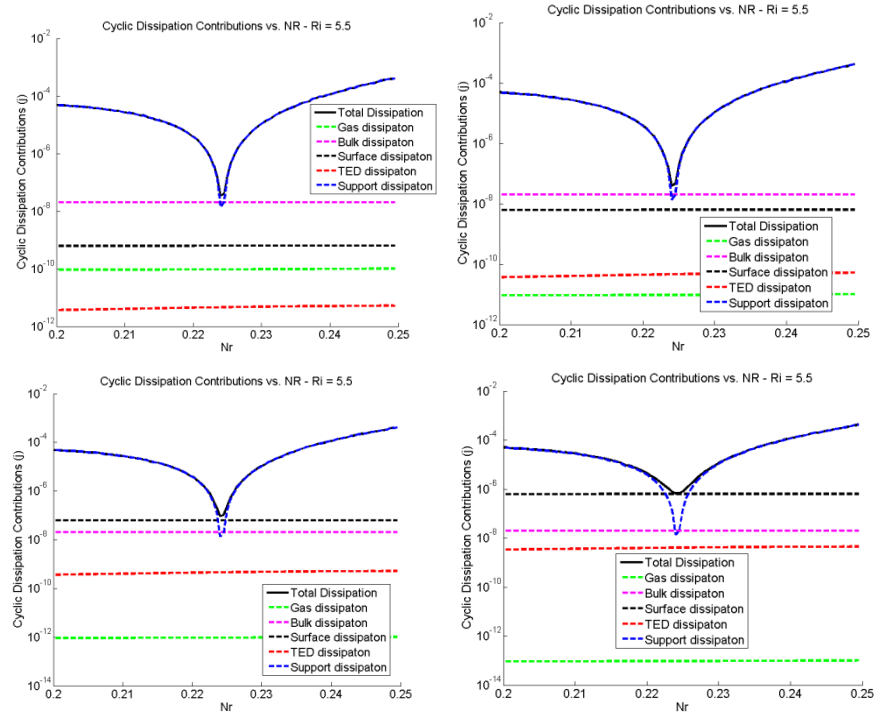 Cyclic Dissipation Contributions vs. NR - Ri = 5.5
Cyclic Dissipation Contributions (j)
10^-2
10^-4
10^-6
10^-8
10^-10
10^-12
Total Dissipation
Gas dissipaton
Bulk dissipaton
Surface dissipaton
TED dissipaton
Support dissipaton
0.2 0.21 0.22 0.23 0.24 0.25
Nr
Cyclic Dissipation Contributions vs. NR - Ri = 5.5
Cyclic Dissipation Contributions (j)
10^-2
10^-4
10^-6
10^-8
10^-10
10^-12
Total Dissipation
Gas dissipaton
Bulk dissipaton
Surface dissipaton
TED dissipaton
Support dissipaton
0.2 0.21 0.22 0.23 0.24 0.25
Nr
Cyclic Dissipation Contributions vs. NR - Ri = 5.5
Cyclic Dissipation Contributions (j)
10^-2
10^-4
10^-6
10^-8
10^-10
10^-12
10^-14
Total Dissipation
Gas dissipaton
Bulk dissipaton
Surface dissipaton
TED dissipaton
Support dissipaton
0.2 0.21 0.22 0.23 0.24 0.25
Nr
Cyclic Dissipation Contributions vs. NR - Ri = 5.5
Cyclic Dissipation Contributions (j)
10^-2
10^-4
10^-6
10^-8
10^-10
10^-12
10^-14
Total Dissipation
Gas dissipaton
Bulk dissipaton
Surface dissipaton
TED dissipaton
Support dissipaton
0.2 0.21 0.22 0.23 0.24 0.25
Nr